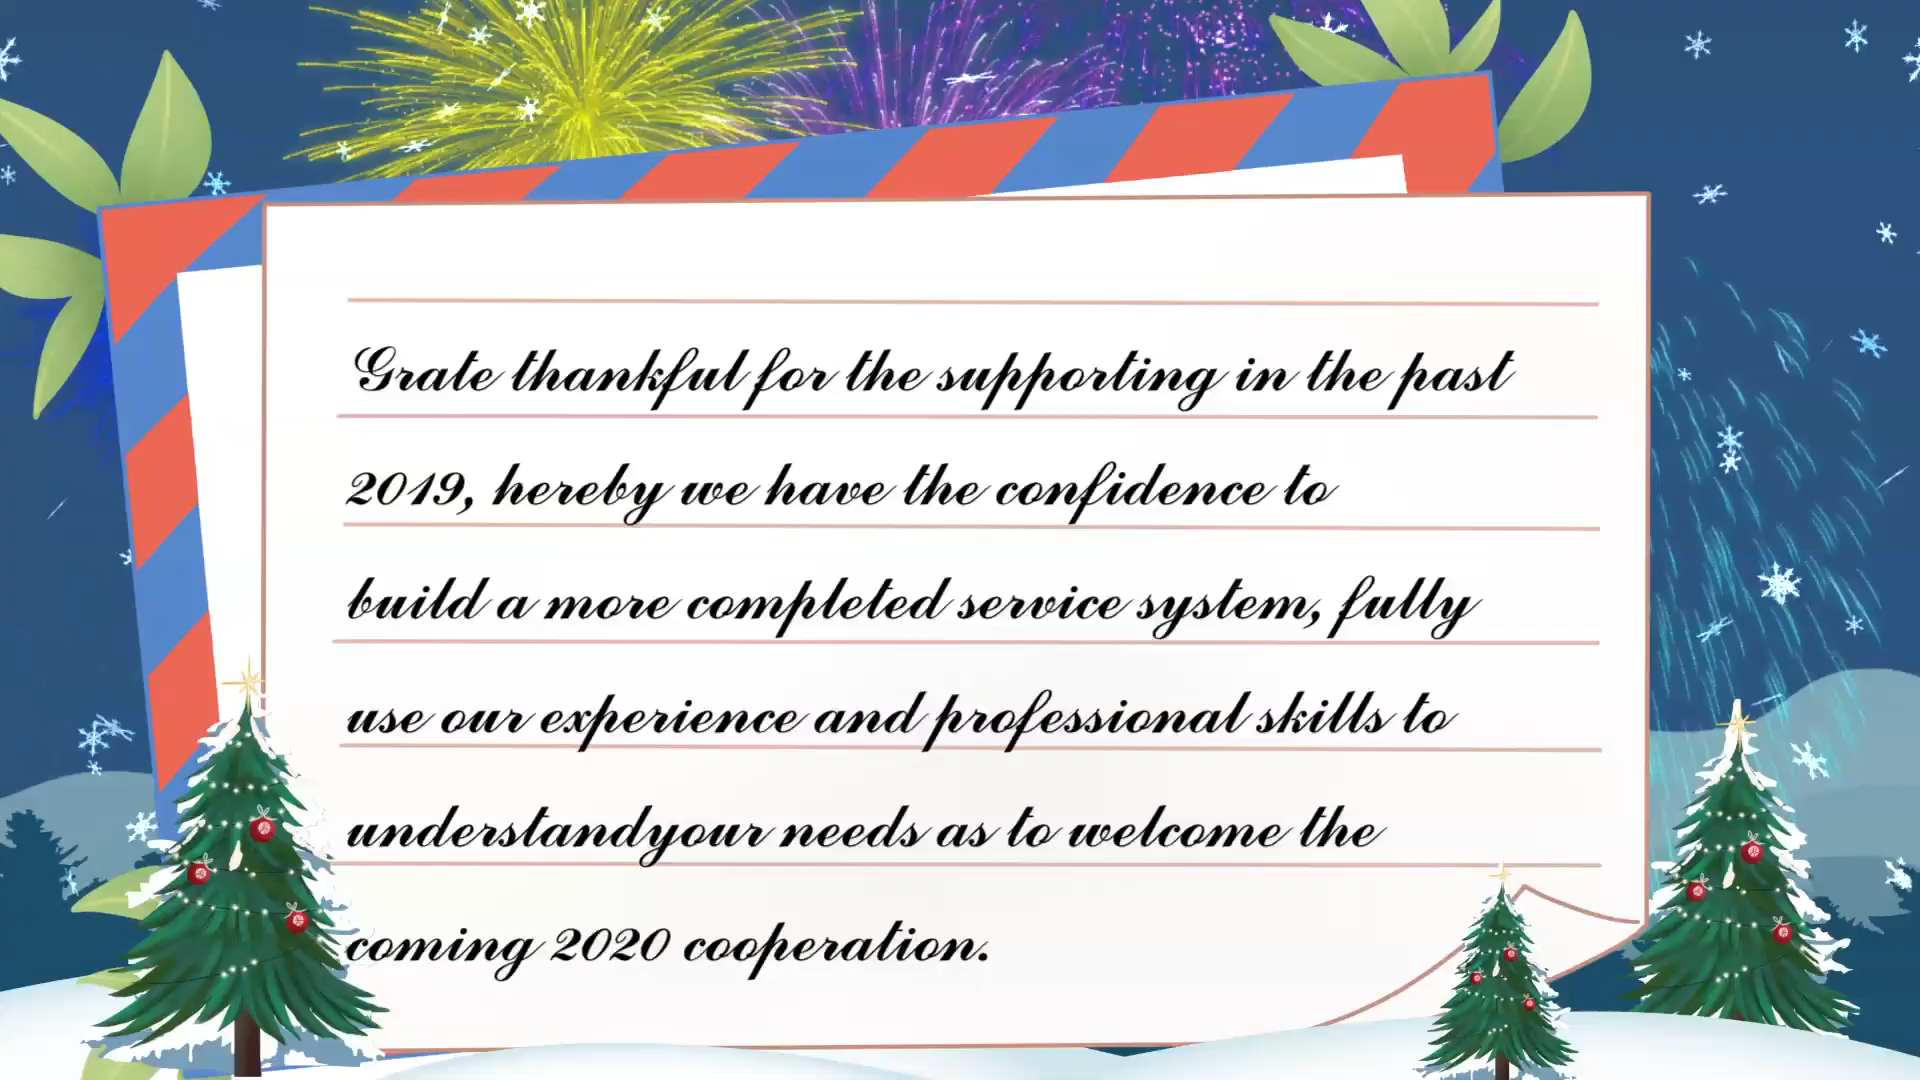 Grate thankful for the supporting in the past
2019, hereby we have the confidence to
build a more completed service system, fully
use our experience and professional skills to
understandyour needs as to welcome the
coming 2020 cooperation.